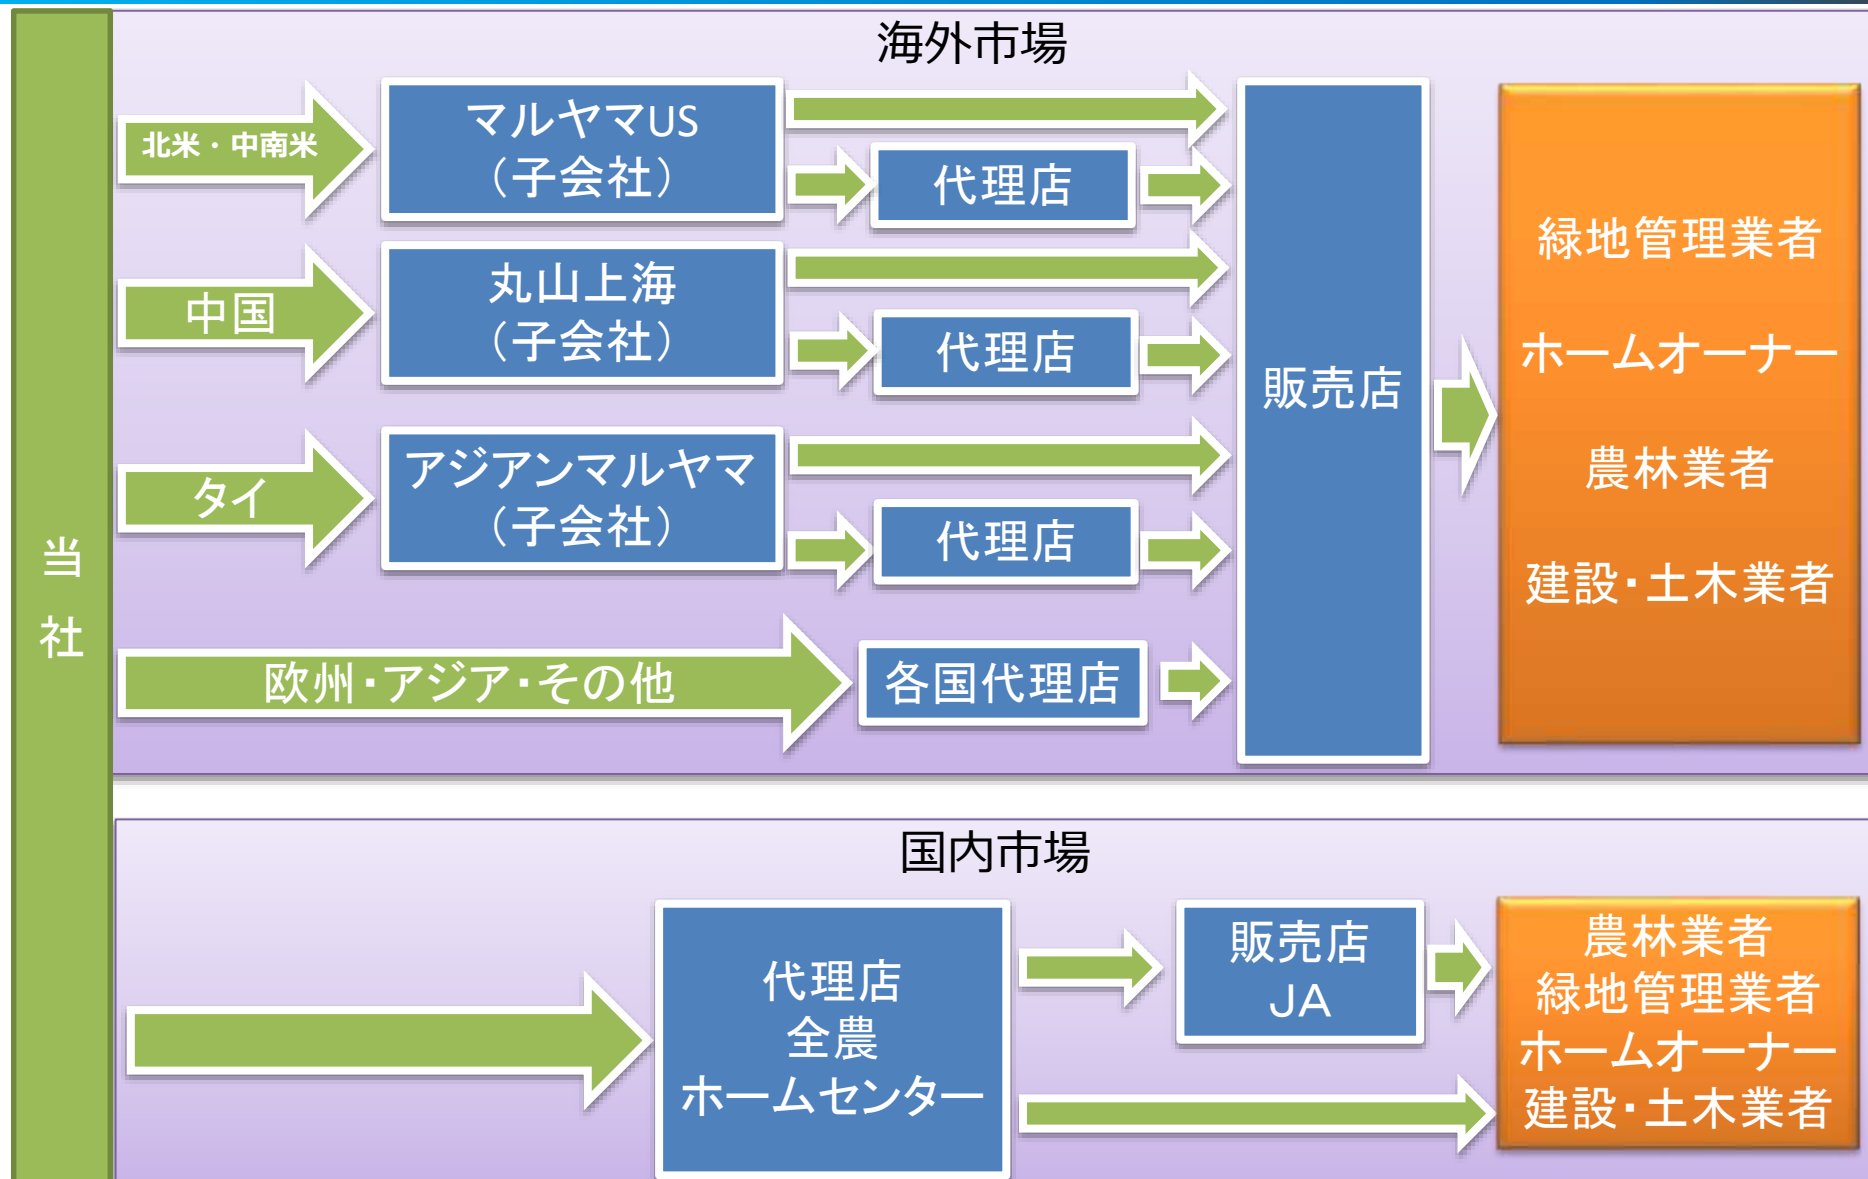 海外市場
当
社
北米・中南米
マルヤマUS
（子会社）
代理店
中国
丸山上海
（子会社）
代理店
タイ
アジアンマルヤマ
（子会社）
代理店
欧州・アジア・その他
各国代理店
販売店
緑地管理業者
ホームオーナー
農林業者
建設・土木業者
国内市場
代理店
全農
ホームセンター
販売店
ＪＡ
農林業者
緑地管理業者
ホームオーナー
建設・土木業者